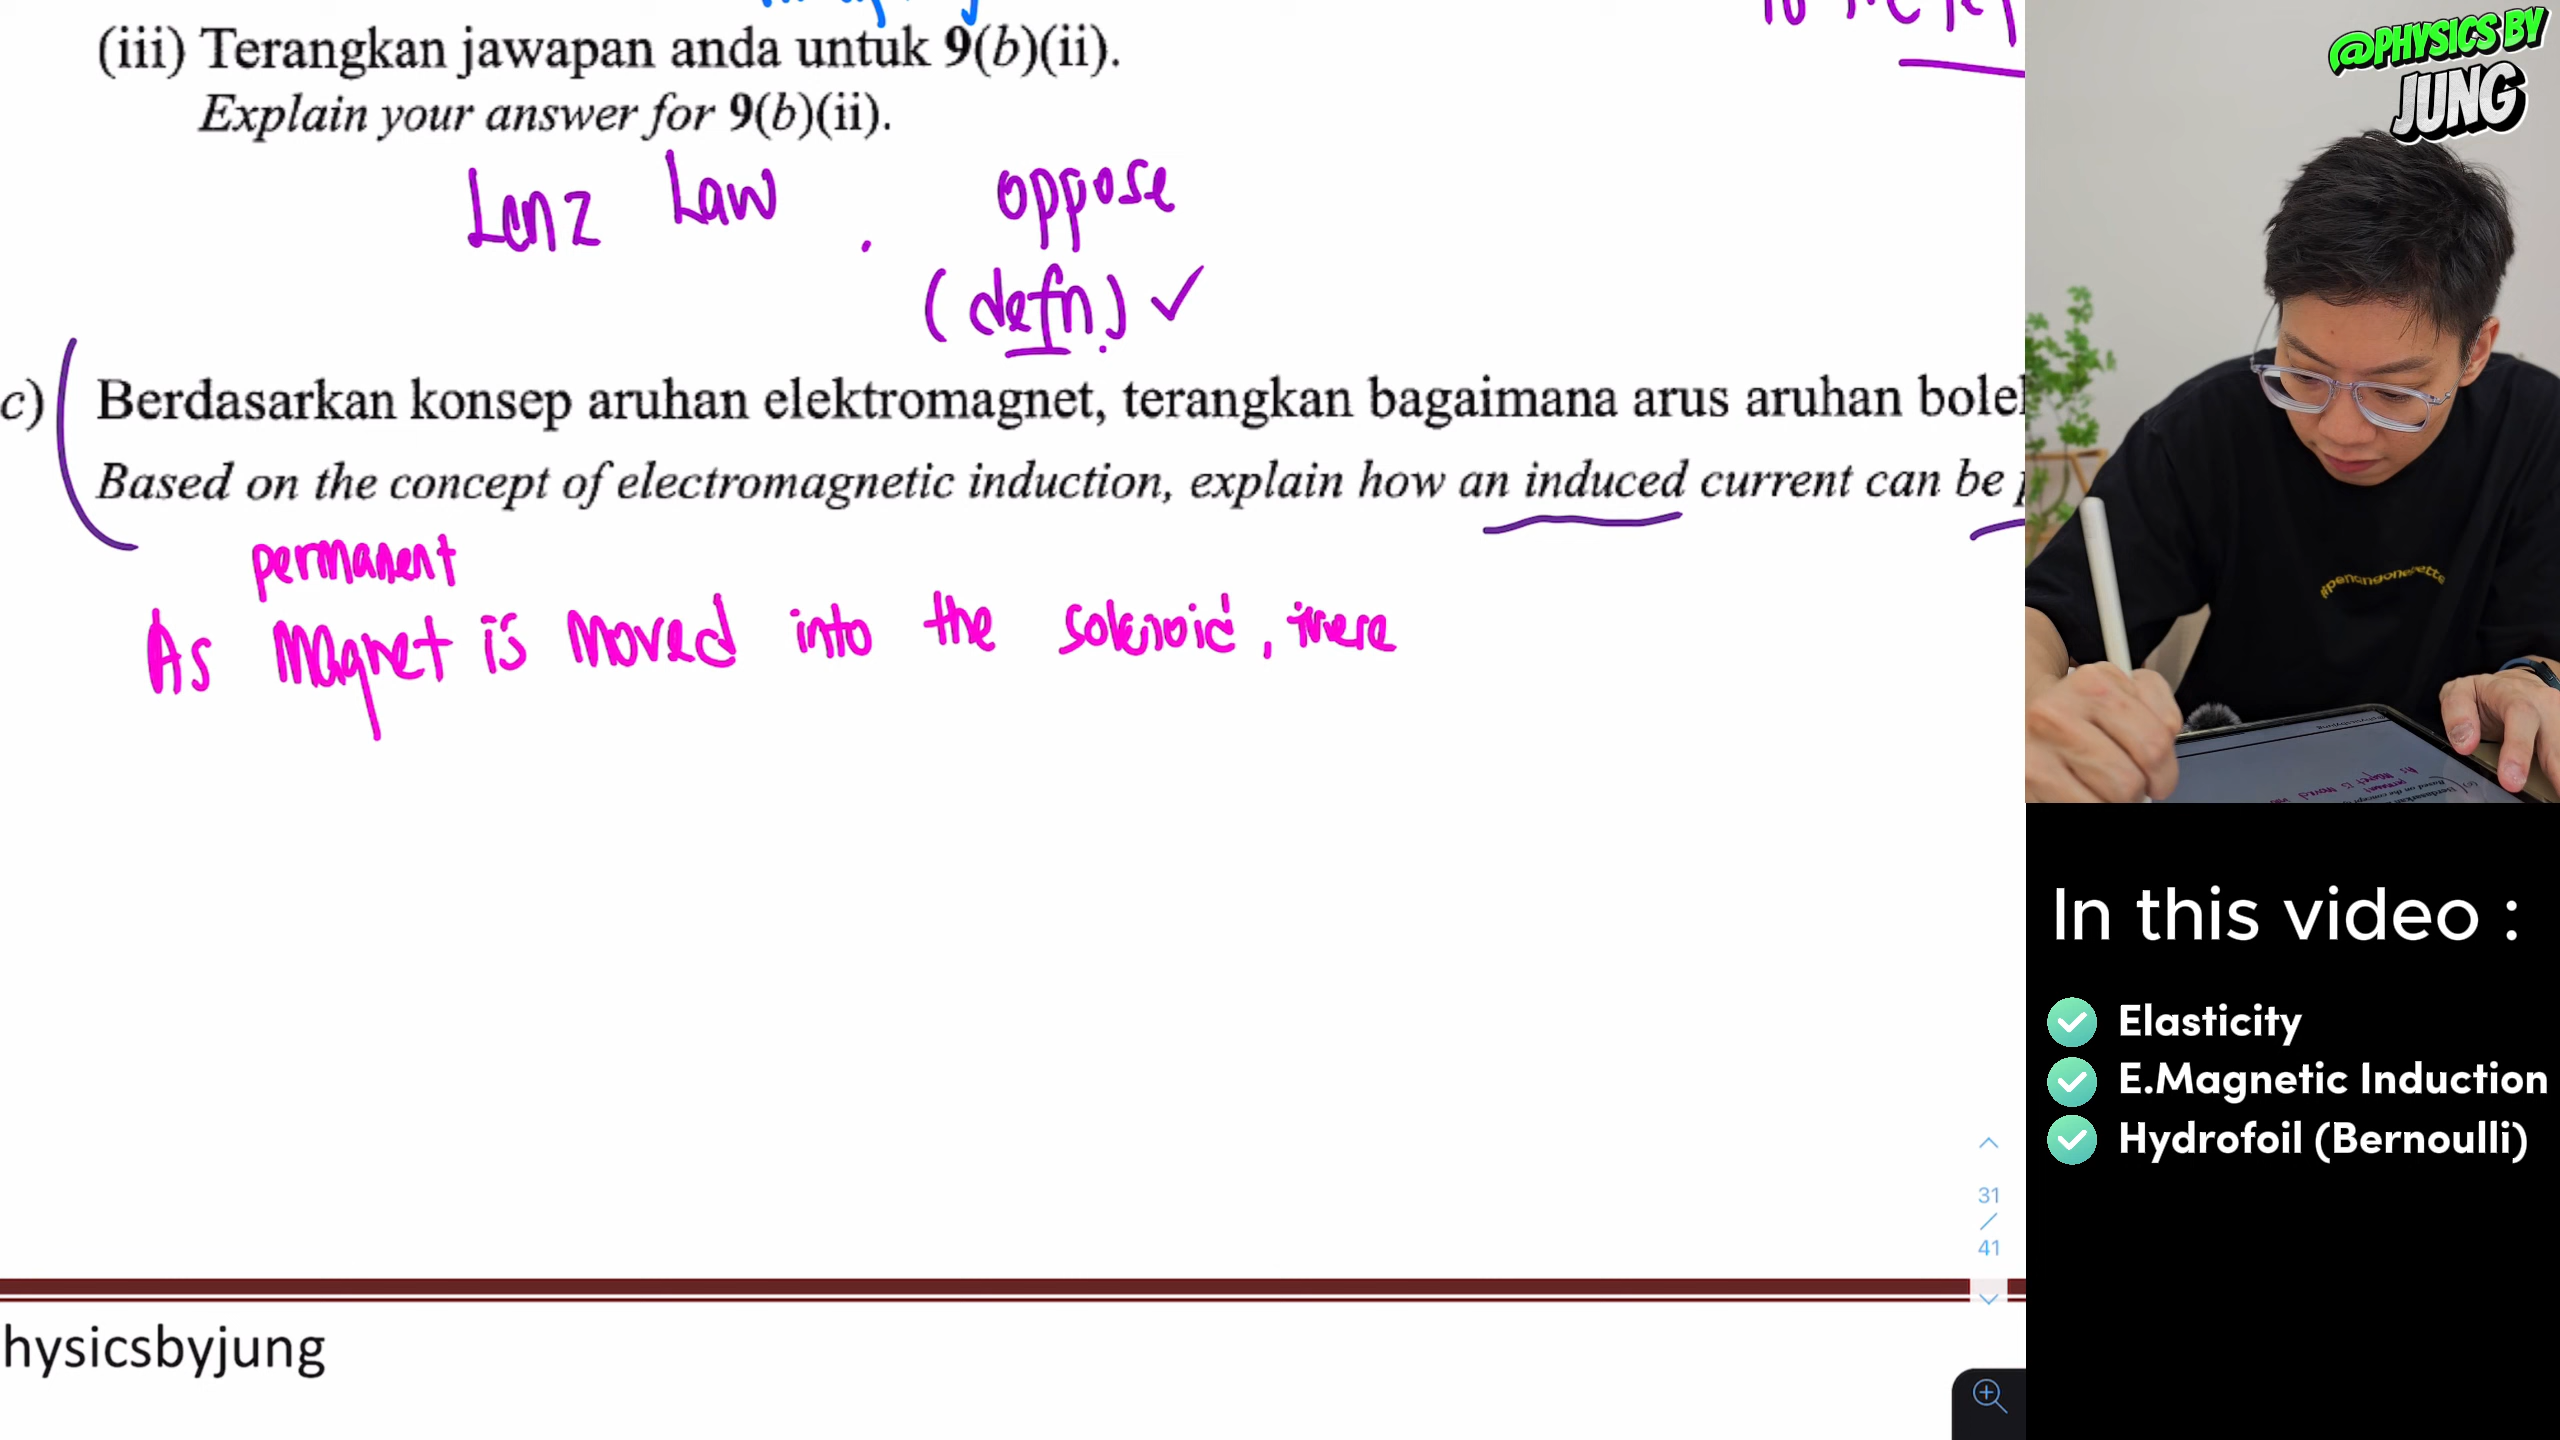 (iii) Terangkan jawapan anda untuk 9(b)(ii).
Explain your answer for 9(b)(ii).
Lenz Law . oppose
(defn) ✓
c) Berdasarkan konsep aruhan elektromagnet, terangkan bagaimana arus aruhan bole
Based on the concept of electromagnetic induction, explain how an induced current can be
permanent
As magnet is moved into the solenoid, there
31
/
41
hysicsbyjung
@PHYSICS BY
JUNG
In this video :
Elasticity
E.Magnetic Induction
Hydrofoil (Bernoulli)